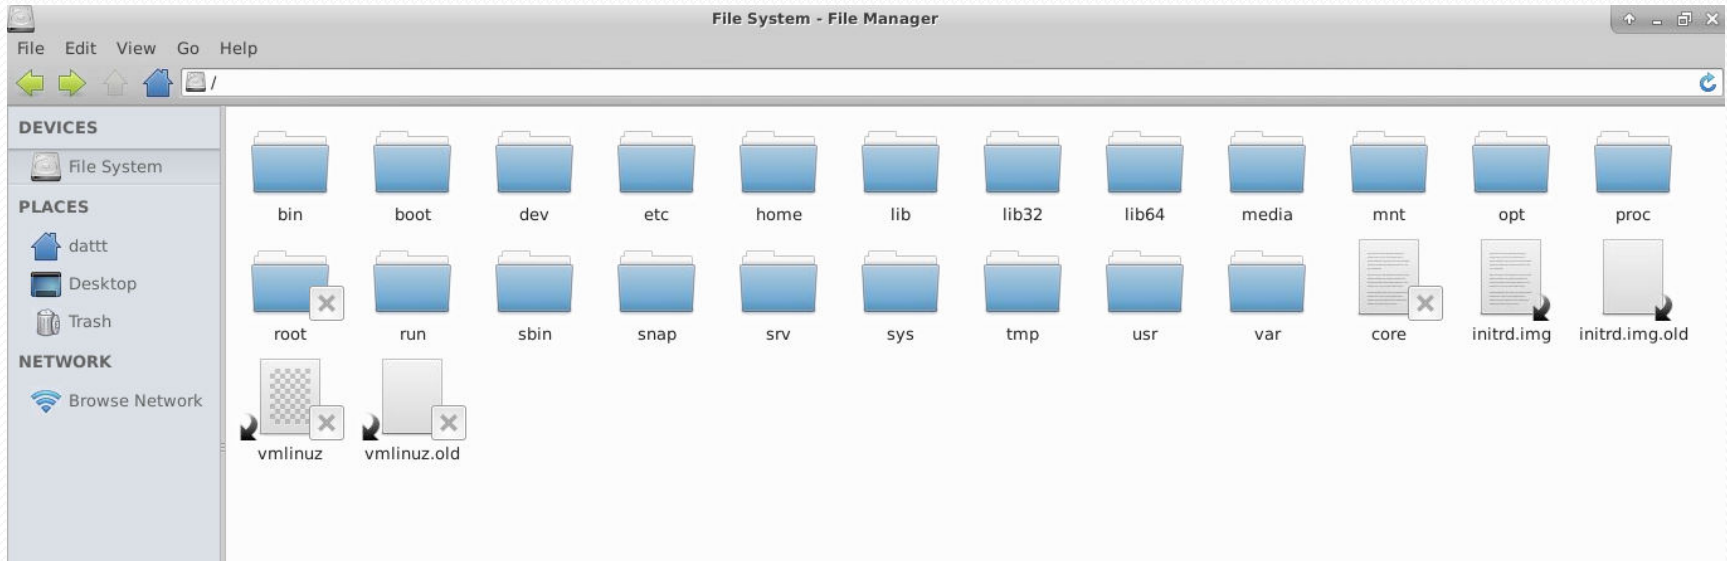 File System - File Manager
File Edit View Go Help
/
DEVICES
File System
PLACES
dattt
Desktop
Trash
NETWORK
Browse Network
bin boot dev etc home lib lib32 lib64 media mnt opt proc
root run sbin snap srv sys tmp usr var core initrd.img initrd.img.old
vmlinuz vmlinuz.old